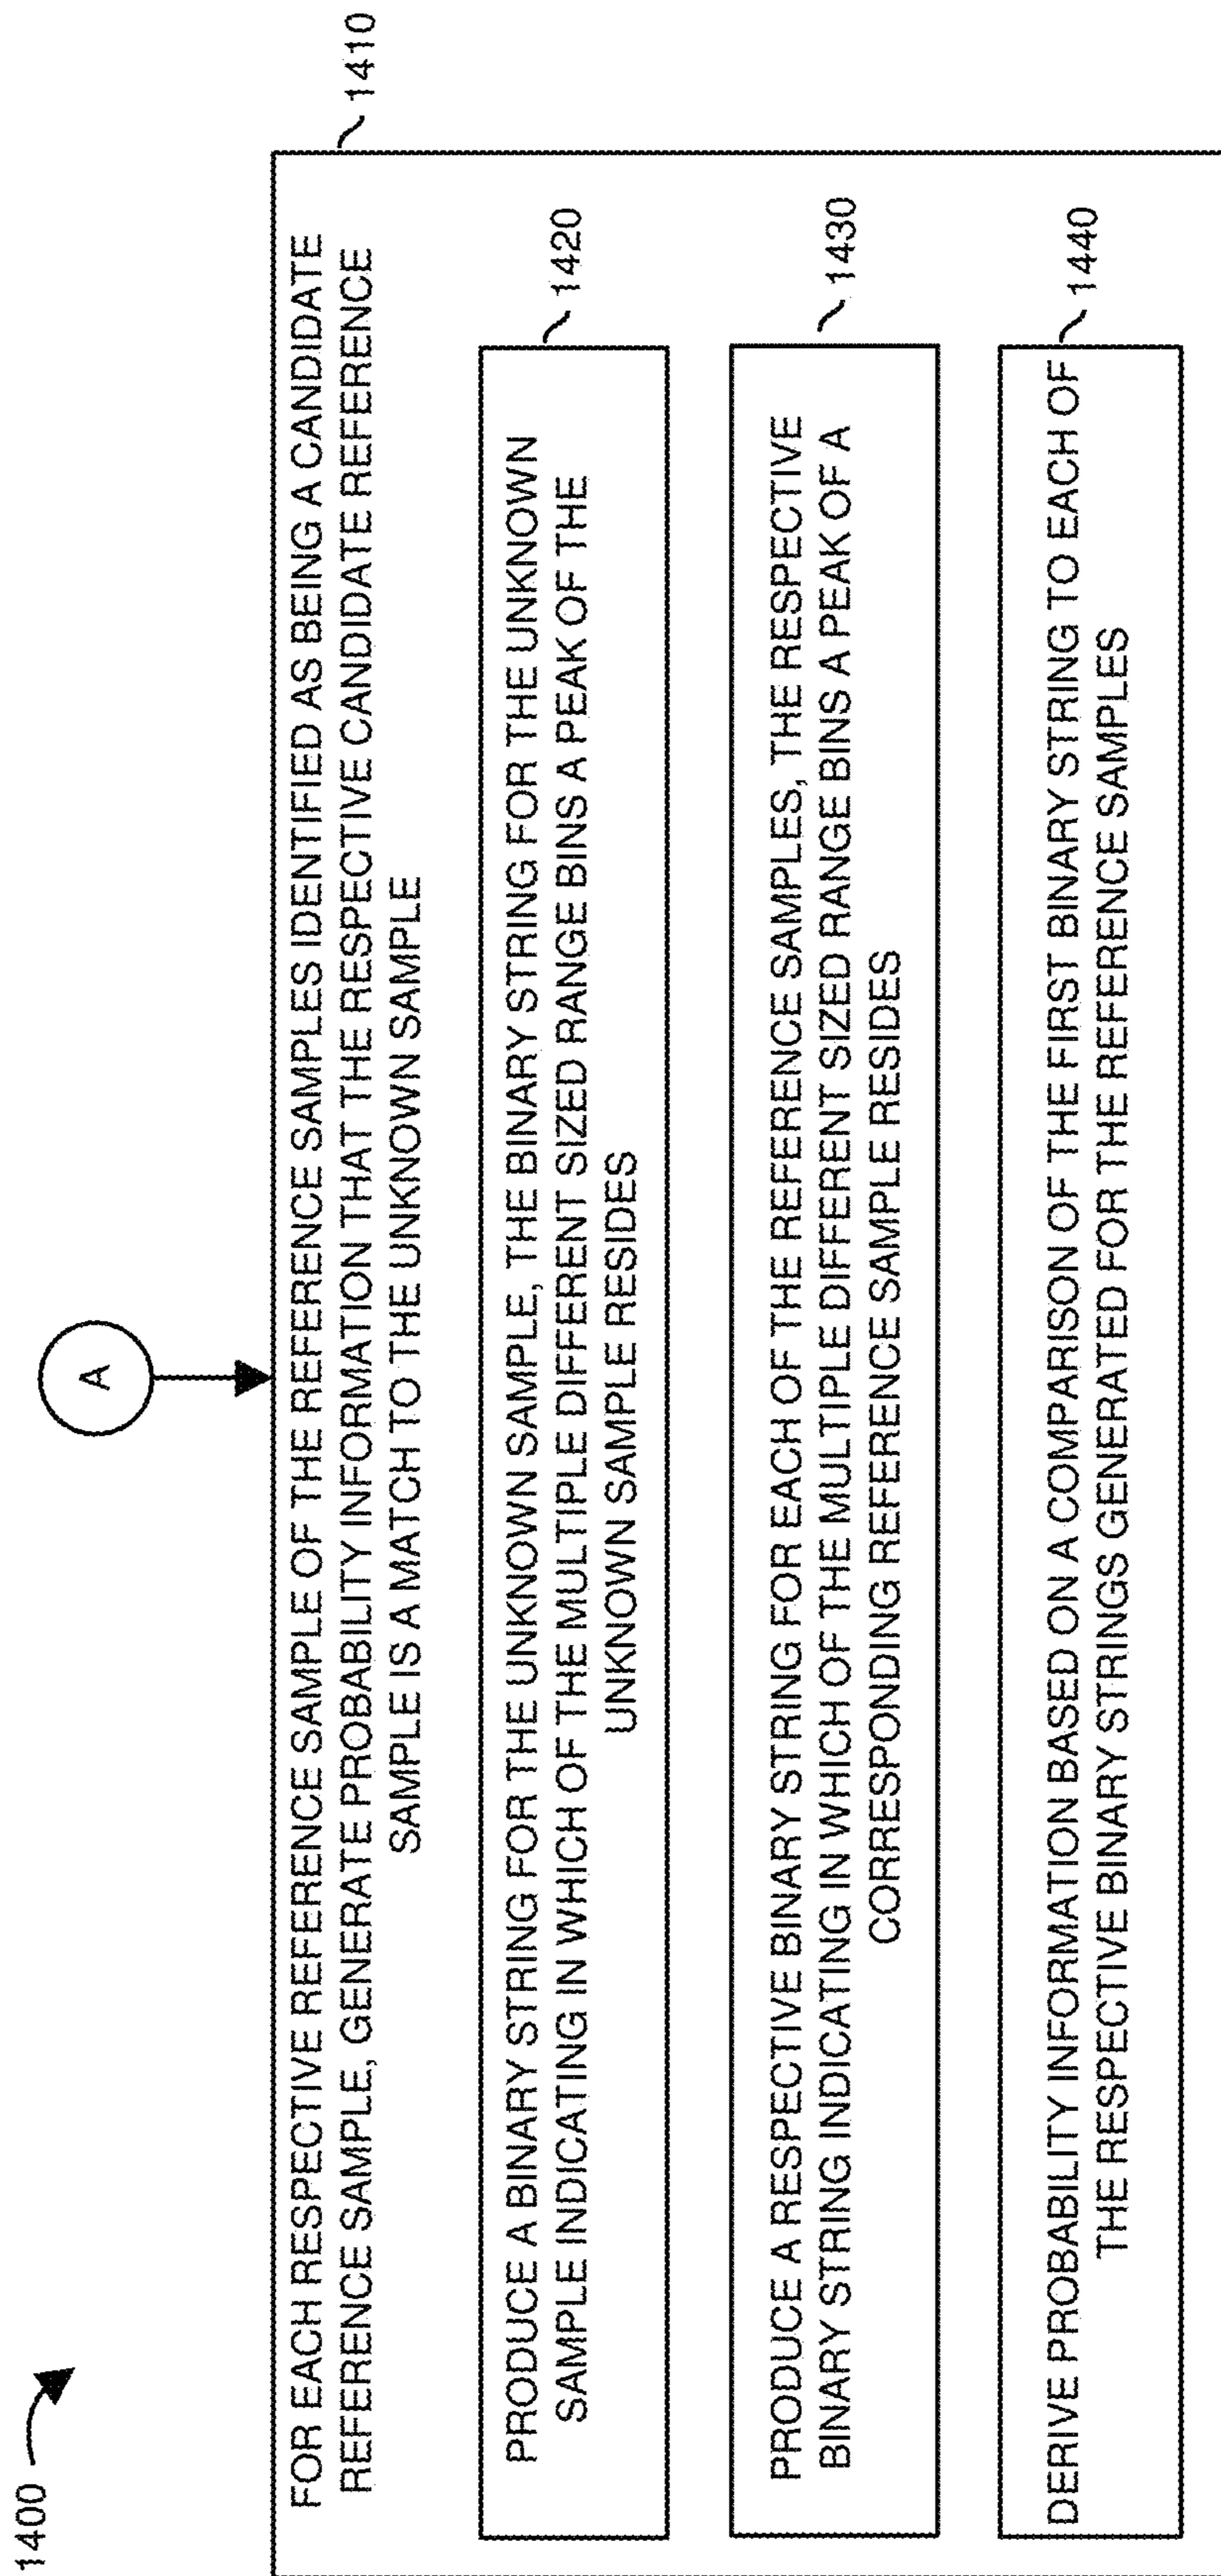 1400
A
1410
FOR EACH RESPECTIVE REFERENCE SAMPLE OF THE REFERENCE SAMPLES IDENTIFIED AS BEING A CANDIDATE
REFERENCE SAMPLE, GENERATE PROBABILITY INFORMATION THAT THE RESPECTIVE CANDIDATE REFERENCE
SAMPLE IS A MATCH TO THE UNKNOWN SAMPLE
1420
PRODUCE A BINARY STRING FOR THE UNKNOWN SAMPLE, THE BINARY STRING FOR THE UNKNOWN
SAMPLE INDICATING IN WHICH OF THE MULTIPLE DIFFERENT SIZED RANGE BINS A PEAK OF THE
UNKNOWN SAMPLE RESIDES
1430
PRODUCE A RESPECTIVE BINARY STRING FOR EACH OF THE REFERENCE SAMPLES, THE RESPECTIVE
BINARY STRING INDICATING IN WHICH OF THE MULTIPLE DIFFERENT SIZED RANGE BINS A PEAK OF A
CORRESPONDING REFERENCE SAMPLE RESIDES
1440
DERIVE PROBABILITY INFORMATION BASED ON A COMPARISON OF THE FIRST BINARY STRING TO EACH OF
THE RESPECTIVE BINARY STRINGS GENERATED FOR THE REFERENCE SAMPLES